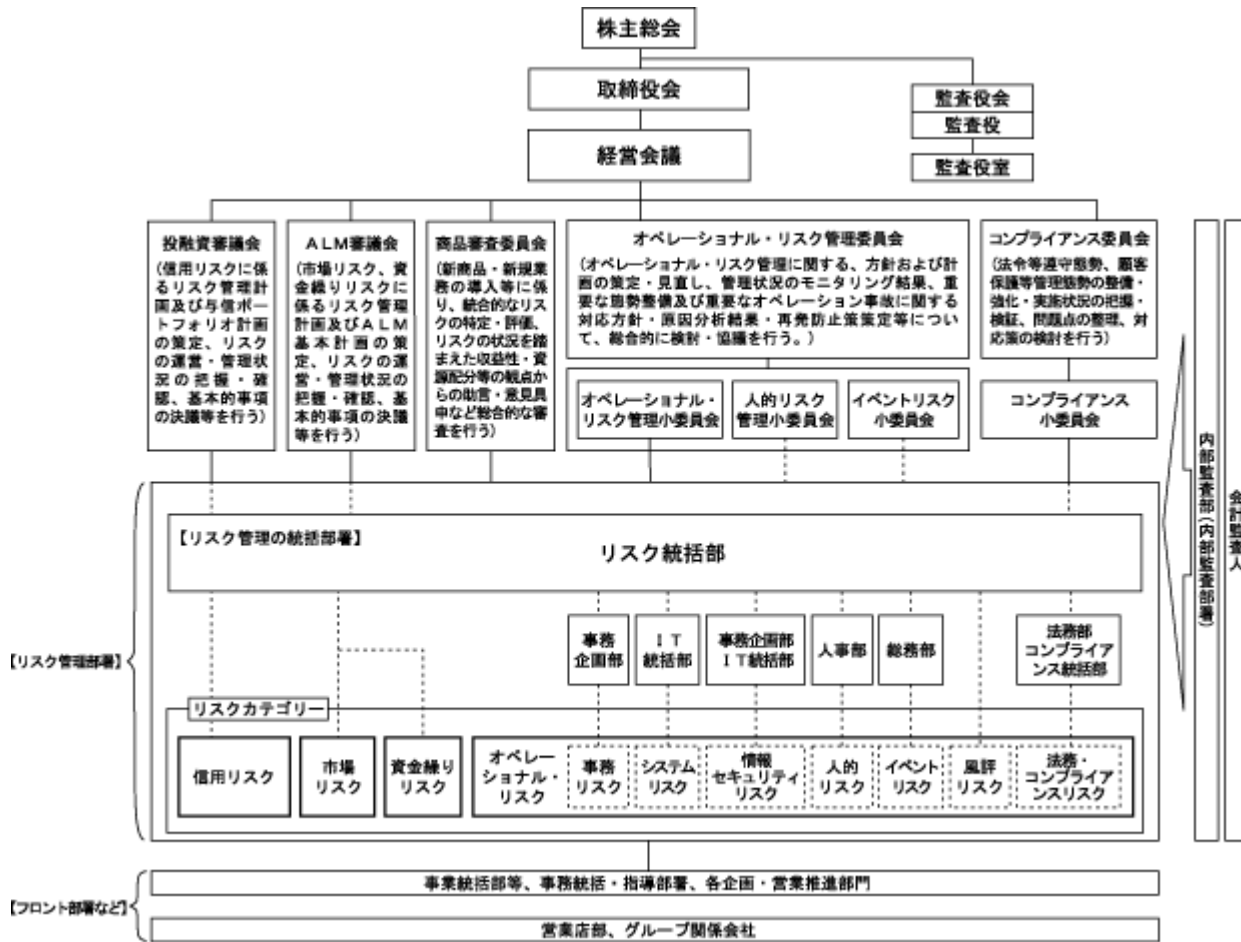 株主総会
取締役会
監査役会
監査役
経営会議
監査役室
投融資審議会
(信用リスクに係
るリスク管理計
画及び与信ポー
トフォリオ計画
の策定、リスク
の運営・管理状
況の把握・確
認、基本的事項
の決議等を行う)
ALM審議会
(市場リスク、資
金繰りリスクに
係るリスク管理
計画及びALM
基本計画の策
定、リスクの運
営・管理状況の
把握・確認、基
本的事項の決議
等を行う)
商品審査委員会
(新商品・新規業
務の導入等に係
り、統合的なリス
クの特定・評価、
リスクの状況を踏
まえた収益性・資
源配分等の観点か
らの助言・意見具
申など総合的な審
査を行う)
オペレーショナル・リスク管理委員会
(オペレーショナル・リスク管理に関する、方針および計
画の策定・見直し、管理状況のモニタリング結果、重
要な態勢整備及び重要なオペレーション事故に関する
対応方針・原因分析結果・再発防止策策定等につい
て、総合的に検討・協議を行う。)
コンプライアンス委員会
(法令等遵守態勢、顧客
保護等管理態勢の整備・
強化・実施状況の把握・
検証、問題点の整理、対
応策の検討を行う)
オペレーショナル・
リスク管理小委員会
人的リスク
管理小委員会
イベントリスク
小委員会
コンプライアンス
小委員会
内部監査部(内部監査部署)
会計監査人
【リスク管理の統括部署】
リスク統括部
【リスク管理部署】
事務
企画部
IT
統括部
事務企画部
IT統括部
人事部
総務部
法務部
コンプライア
ンス統括部
リスクカテゴリー
信用リスク
市場
リスク
資金繰り
リスク
オペレー
ショナル・
リスク
事務
リスク
システム
リスク
情報
セキュリティ
リスク
人的
リスク
イベント
リスク
風評
リスク
法務・
コンプライア
ンスリスク
【フロント部署など】
事業統括部等、事務統括・指導部署、各企画・営業推進部門
営業店部、グループ関係会社